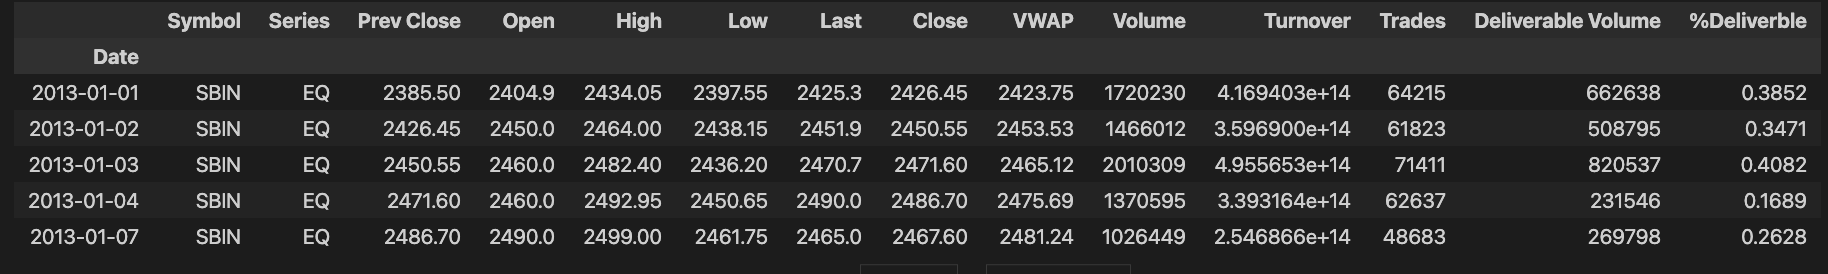 Symbol Series Prev Close Open High Low Last Close VWAP Volume Turnover Trades Deliverable Volume %Deliverble
Date
2013-01-01 SBIN EQ 2385.50 2404.9 2434.05 2397.55 2425.3 2426.45 2423.75 1720230 4.169403e+14 64215 662638 0.3852
2013-01-02 SBIN EQ 2426.45 2450.0 2464.00 2438.15 2451.9 2450.55 2453.53 1466012 3.596900e+14 61823 508795 0.3471
2013-01-03 SBIN EQ 2450.55 2460.0 2482.40 2436.20 2470.7 2471.60 2465.12 2010309 4.955653e+14 71411 820537 0.4082
2013-01-04 SBIN EQ 2471.60 2460.0 2492.95 2450.65 2490.0 2486.70 2475.69 1370595 3.393164e+14 62637 231546 0.1689
2013-01-07 SBIN EQ 2486.70 2490.0 2499.00 2461.75 2465.0 2467.60 2481.24 1026449 2.546866e+14 48683 269798 0.2628